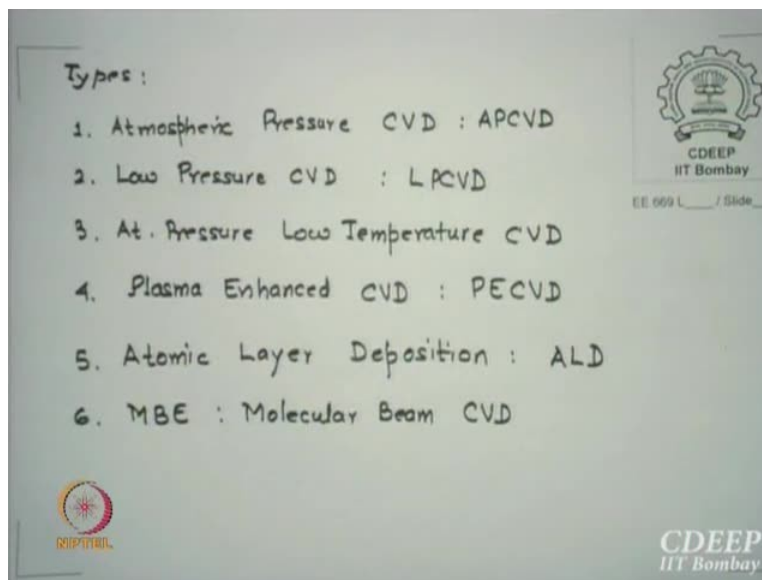 Types :
1. Atmospheric Pressure CVD : APCVD
2. Low Pressure CVD : LPCVD
3. At. Pressure Low Temperature CVD
4. Plasma Enhanced CVD : PECVD
5. Atomic Layer Deposition : ALD
6. MBE : Molecular Beam CVD
CDEEP
IIT Bombay
EE 669 L___ / Slide_
NPTEL
CDEEP
IIT Bombay